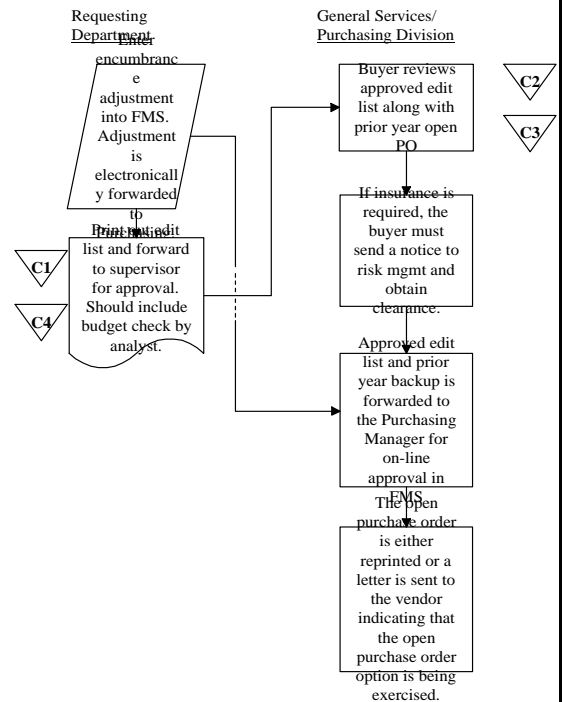 Requesting
Department
General Services/
Purchasing Division
Enter
encumbranc
e
adjustment
into FMS.
Adjustment
is
electronicall
y forwarded
to
Purchasing
Print out edit
list and forward
to supervisor
for approval.
Should include
budget check by
analyst.
C1
C4
Buyer reviews
approved edit
list along with
prior year open
PO
C2
C3
If insurance is
required, the
buyer must
send a notice to
risk mgmt and
obtain
clearance.
Approved edit
list and prior
year backup is
forwarded to
the Purchasing
Manager for
on-line
approval in
FMS
The open
purchase order
is either
reprinted or a
letter is sent to
the vendor
indicating that
the open
purchase order
option is being
exercised.